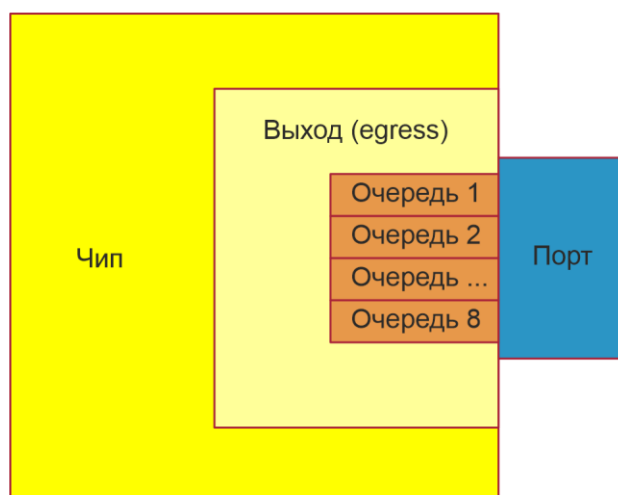 Выход (egress)
Очередь 1
Очередь 2
Очередь ...
Очередь 8
Чип
Порт